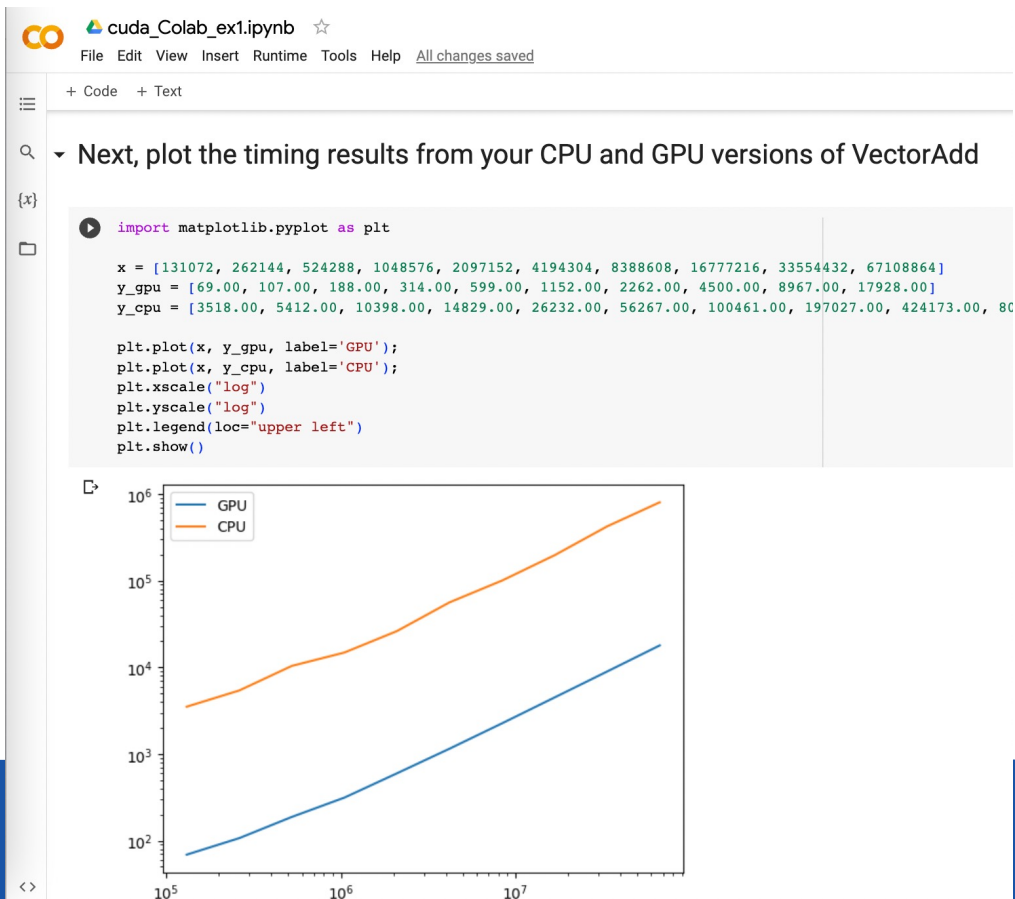 cuda_Colab_ex1.ipynb
File Edit View Insert Runtime Tools Help All changes saved
+ Code + Text
Next, plot the timing results from your CPU and GPU versions of VectorAdd
{x}
import matplotlib.pyplot as plt
x = [131072, 262144, 524288, 1048576, 2097152, 4194304, 8388608, 16777216, 33554432, 67108864]
y_gpu = [69.00, 107.00, 188.00, 314.00, 599.00, 1152.00, 2262.00, 4500.00, 8967.00, 17928.00]
y_cpu = [3518.00, 5412.00, 10398.00, 14829.00, 26232.00, 56267.00, 100461.00, 197027.00, 424173.00, 80
plt.plot(x, y_gpu, label='GPU');
plt.plot(x, y_cpu, label='CPU');
plt.xscale("log")
plt.yscale("log")
plt.legend(loc="upper left")
plt.show()
10⁶
GPU
CPU
10⁵
10⁴
10³
10²
10⁵ 10⁶ 10⁷
<>